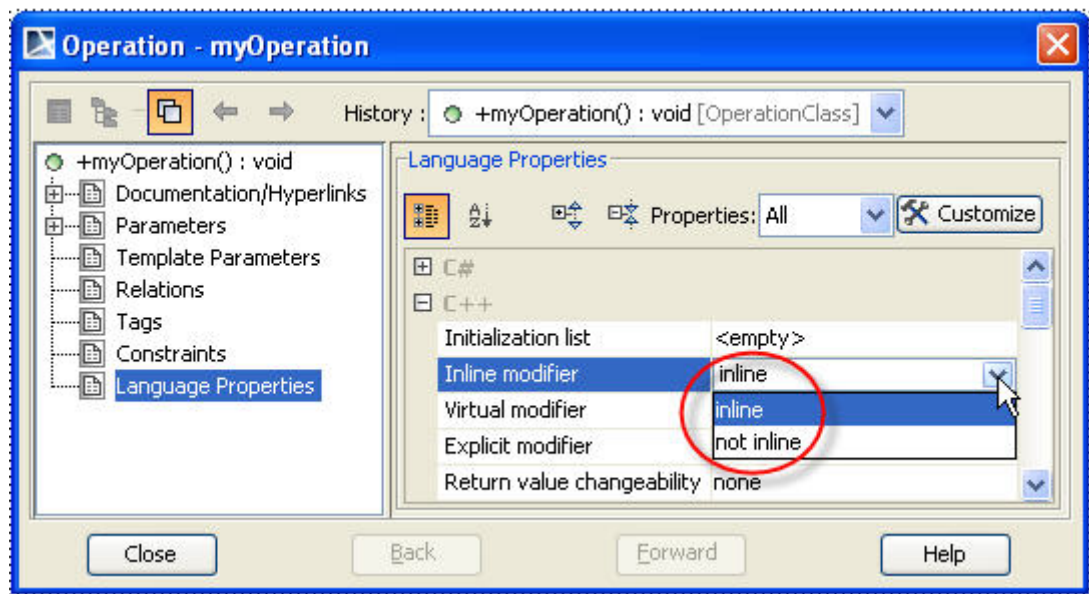 Operation - myOperation
History : +myOperation() : void [OperationClass]
+myOperation() : void
Documentation/Hyperlinks
Parameters
Template Parameters
Relations
Tags
Constraints
Language Properties
Language Properties
Properties: All Customize
C#
C++
Initialization list <empty>
Inline modifier inline
Virtual modifier inline
Explicit modifier not inline
Return value changeability none
Close Back Forward Help